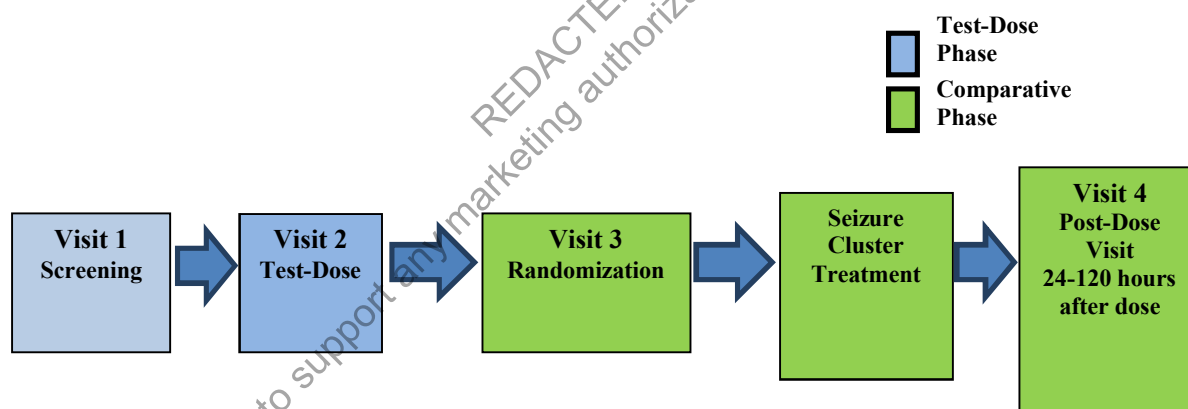 REDACTE
to support any marketing authoriz
Test-Dose
Phase
Comparative
Phase
Visit 1
Screening
Visit 2
Test-Dose
Visit 3
Randomization
Seizure
Cluster
Treatment
Visit 4
Post-Dose
Visit
24-120 hours
after dose